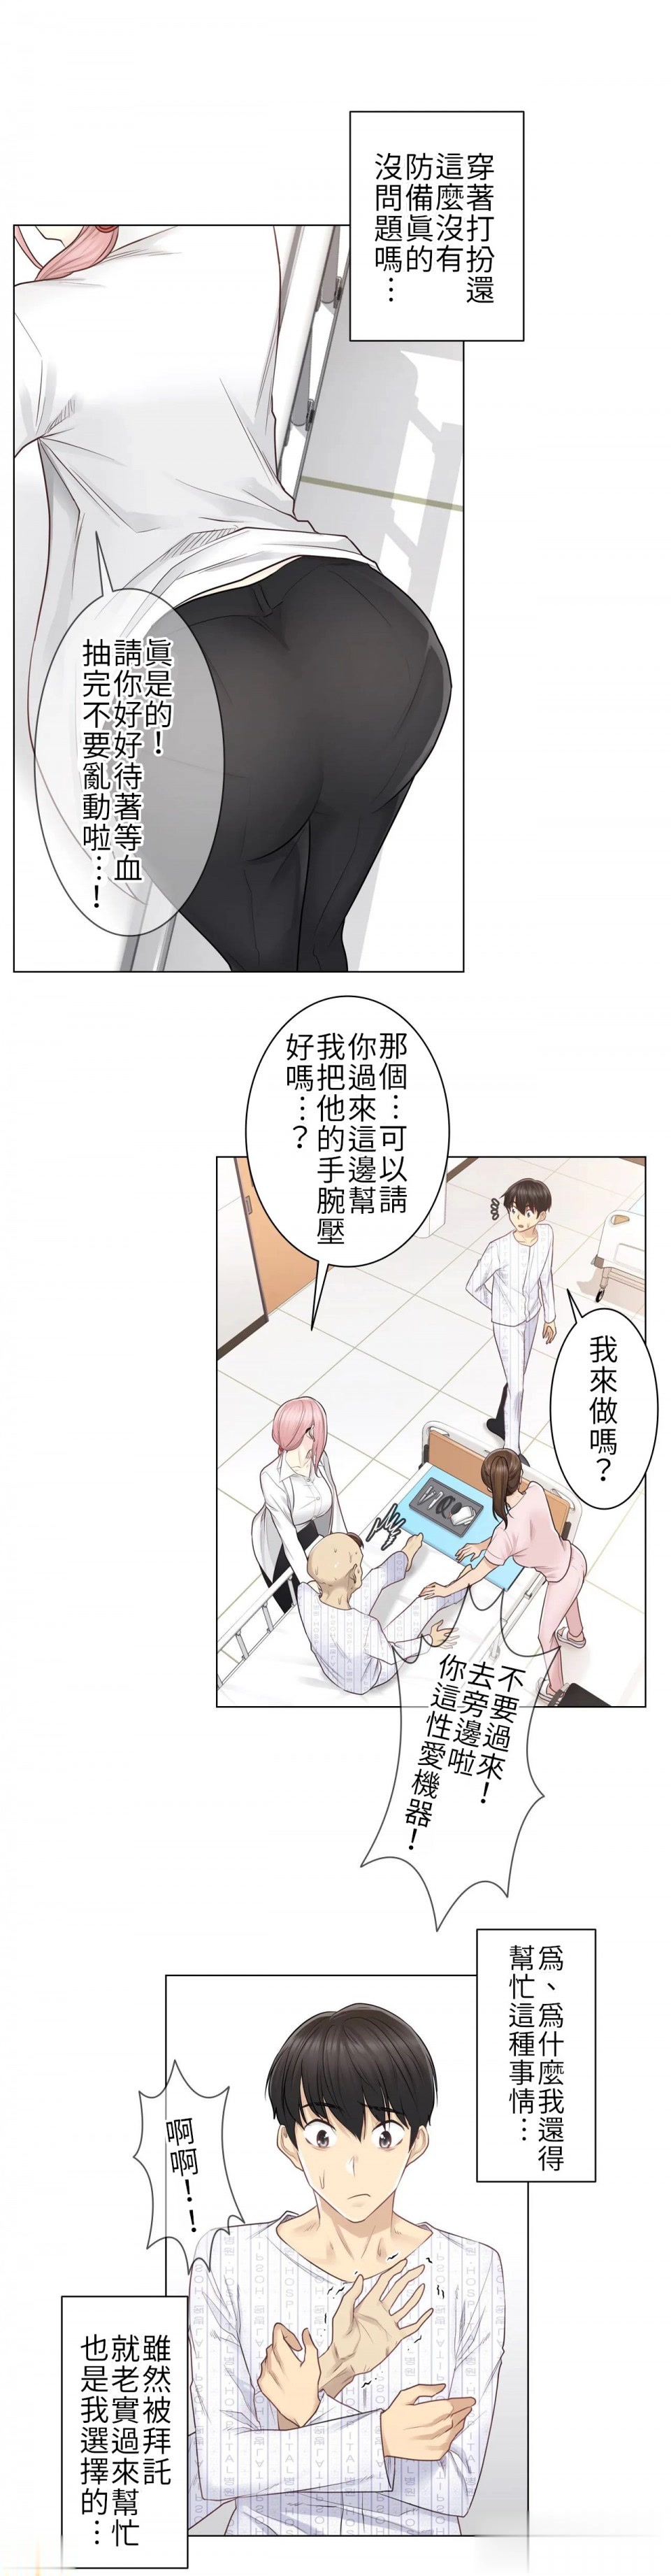 穿著打扮還
這麼沒有
防備眞的
沒問題嗎…
眞是的！
請你好好待著等血
抽完不要亂動啦…！
那個…可以請
你過來這邊幫
我把他的手腕壓
好嗎…？
我來做嗎？
不要過來！
去旁邊啦
你這性愛機器！
爲、爲什麼我還得
幫忙這種事情…
啊啊！！
雖然被拜託
就老實過來幫忙
也是我選擇的…
HOSPITAL 병원